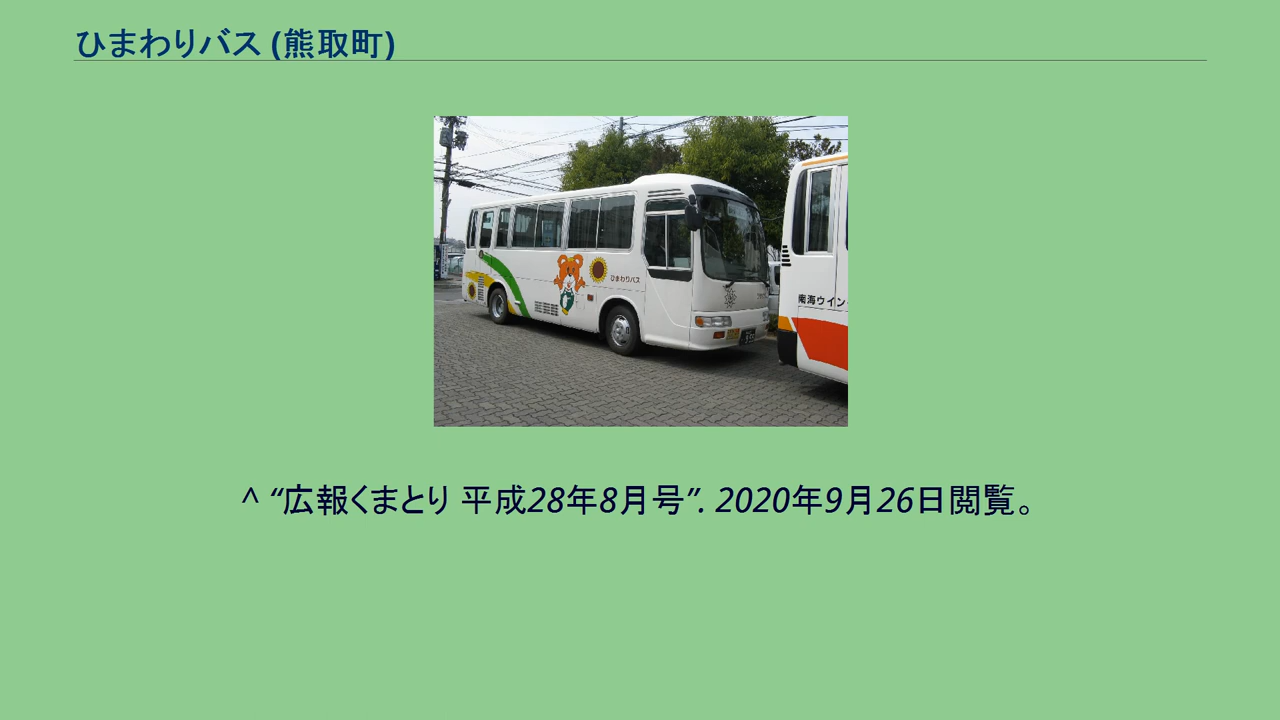 ひまわりバス (熊取町)
ひまわりバス
南海ウイン
^ “広報くまとり 平成28年8月号”. 2020年9月26日閲覧。